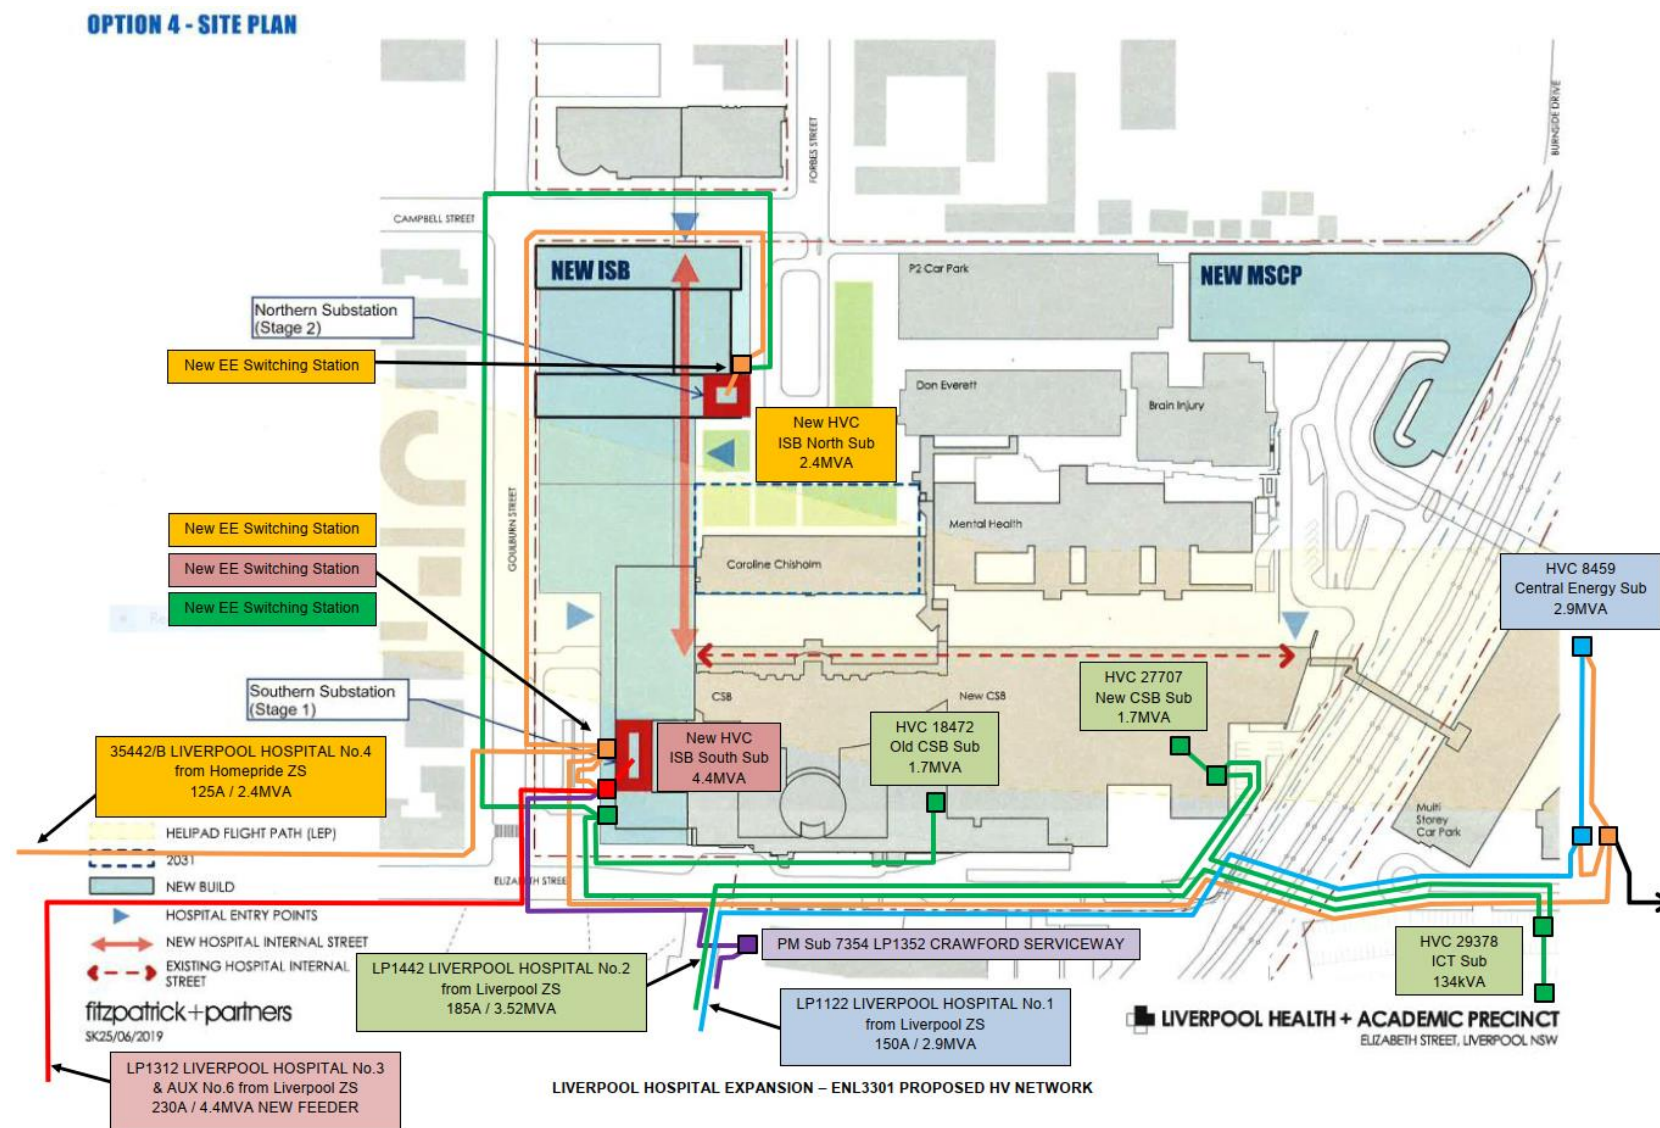 OPTION 4 - SITE PLAN
BURNSIDE DRIVE
FORBES STREET
CAMPBELL STREET
NEW ISB
P2 Car Park
NEW MSCP
Northern Substation
(Stage 2)
New EE Switching Station
Don Everett
Brain Injury
New HVC
ISB North Sub
2.4MVA
GOULBURN STREET
New EE Switching Station
New EE Switching Station
New EE Switching Station
Mental Health
Caroline Chisholm
HVC 8459
Central Energy Sub
2.9MVA
Southern Substation
(Stage 1)
CSB
New CSB
HVC 27707
New CSB Sub
1.7MVA
HVC 18472
Old CSB Sub
1.7MVA
New HVC
ISB South Sub
4.4MVA
35442/B LIVERPOOL HOSPITAL No.4
from Homepride ZS
125A / 2.4MVA
Multi
Storey
Car Park
HELIPAD FLIGHT PATH (LEP)
2031
NEW BUILD
HOSPITAL ENTRY POINTS
NEW HOSPITAL INTERNAL STREET
EXISTING HOSPITAL INTERNAL
STREET
ELIZABETH STREET
PM Sub 7354 LP1352 CRAWFORD SERVICEWAY
HVC 29378
ICT Sub
134kVA
LP1442 LIVERPOOL HOSPITAL No.2
from Liverpool ZS
185A / 3.52MVA
LP1122 LIVERPOOL HOSPITAL No.1
from Liverpool ZS
150A / 2.9MVA
fitzpatrick+partners
SK25/06/2019
LIVERPOOL HEALTH + ACADEMIC PRECINCT
ELIZABETH STREET, LIVERPOOL NSW
LP1312 LIVERPOOL HOSPITAL No.3
& AUX No.6 from Liverpool ZS
230A / 4.4MVA NEW FEEDER
LIVERPOOL HOSPITAL EXPANSION – ENL3301 PROPOSED HV NETWORK